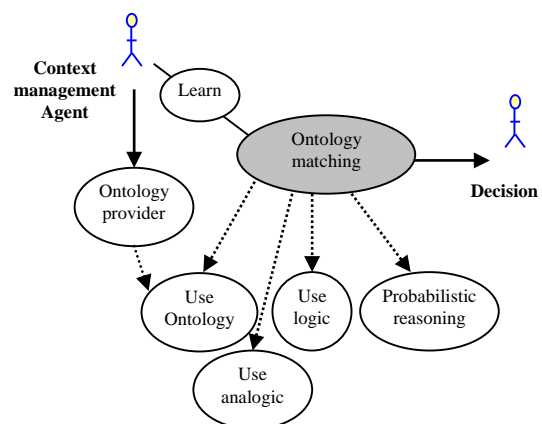 Context
management
Agent
Learn
Ontology
matching
Decision
Ontology
provider
Use
Ontology
Use
logic
Probabilistic
reasoning
Use
analogic